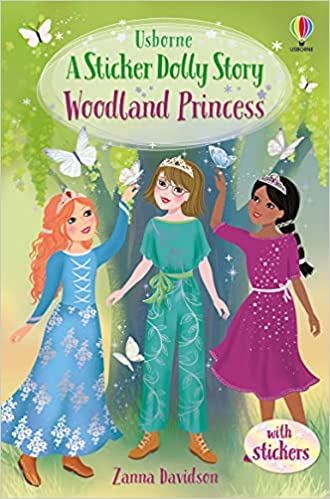 Usborne
USBORNE
A Sticker Dolly Story
Woodland Princess
with
stickers
Zanna Davidson